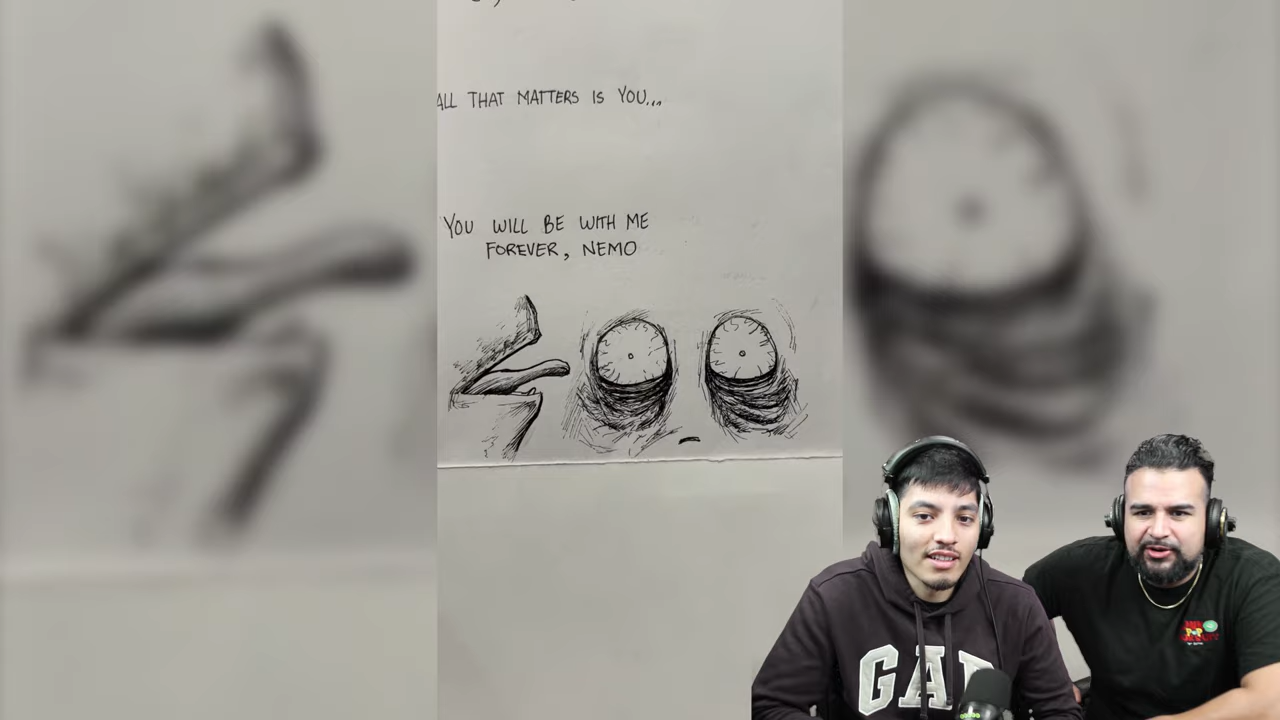 ALL THAT MATTERS IS YOU...
YOU WILL BE WITH ME
FOREVER, NEMO
GAP